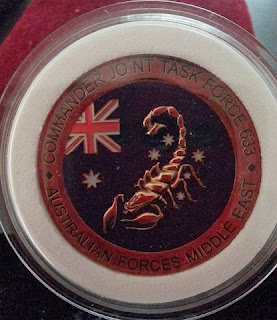 COMMANDER JOINT TASK FORCE 633
AUSTRALIAN FORCES MIDDLE EAST